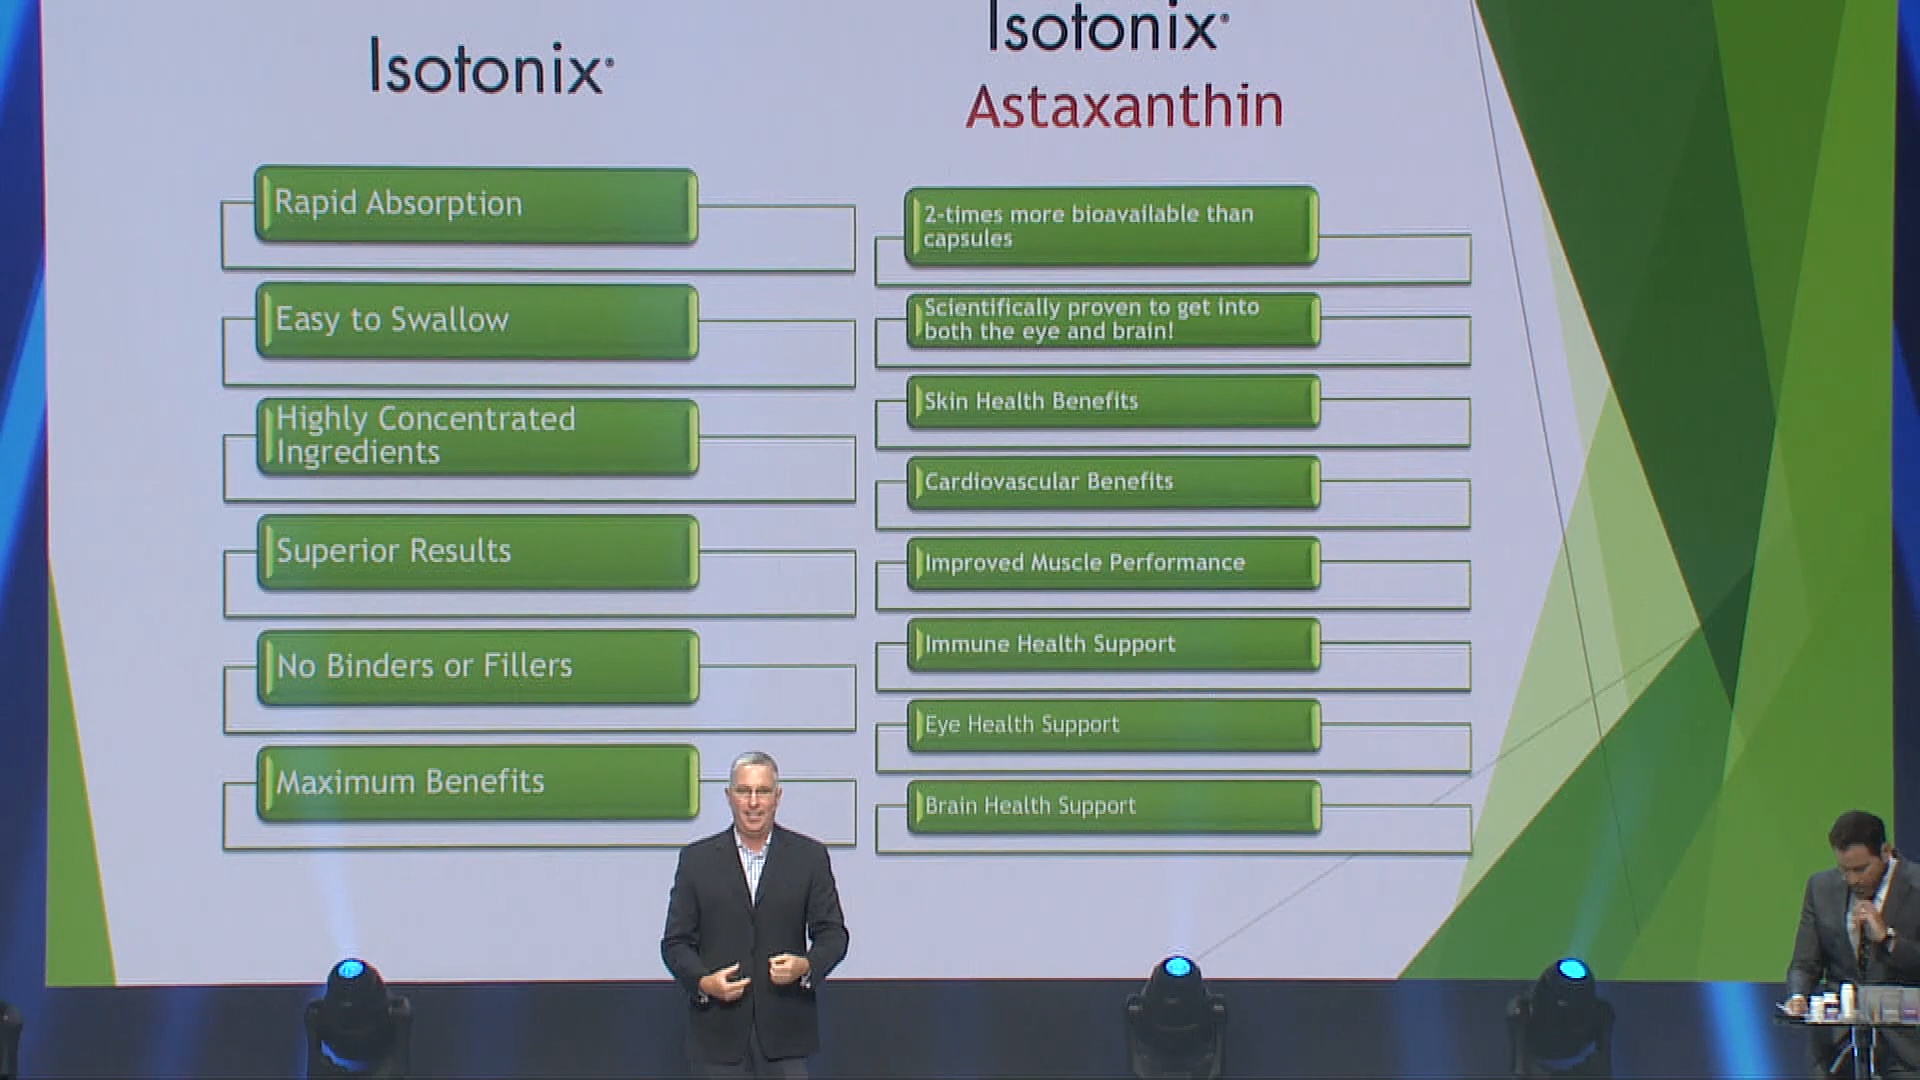 Isotonix®
Rapid Absorption
Easy to Swallow
Highly Concentrated
Ingredients
Superior Results
No Binders or Fillers
Maximum Benefits
Isotonix®
Astaxanthin
2-times more bioavailable than
capsules
Scientifically proven to get into
both the eye and brain!
Skin Health Benefits
Cardiovascular Benefits
Improved Muscle Performance
Immune Health Support
Eye Health Support
Brain Health Support